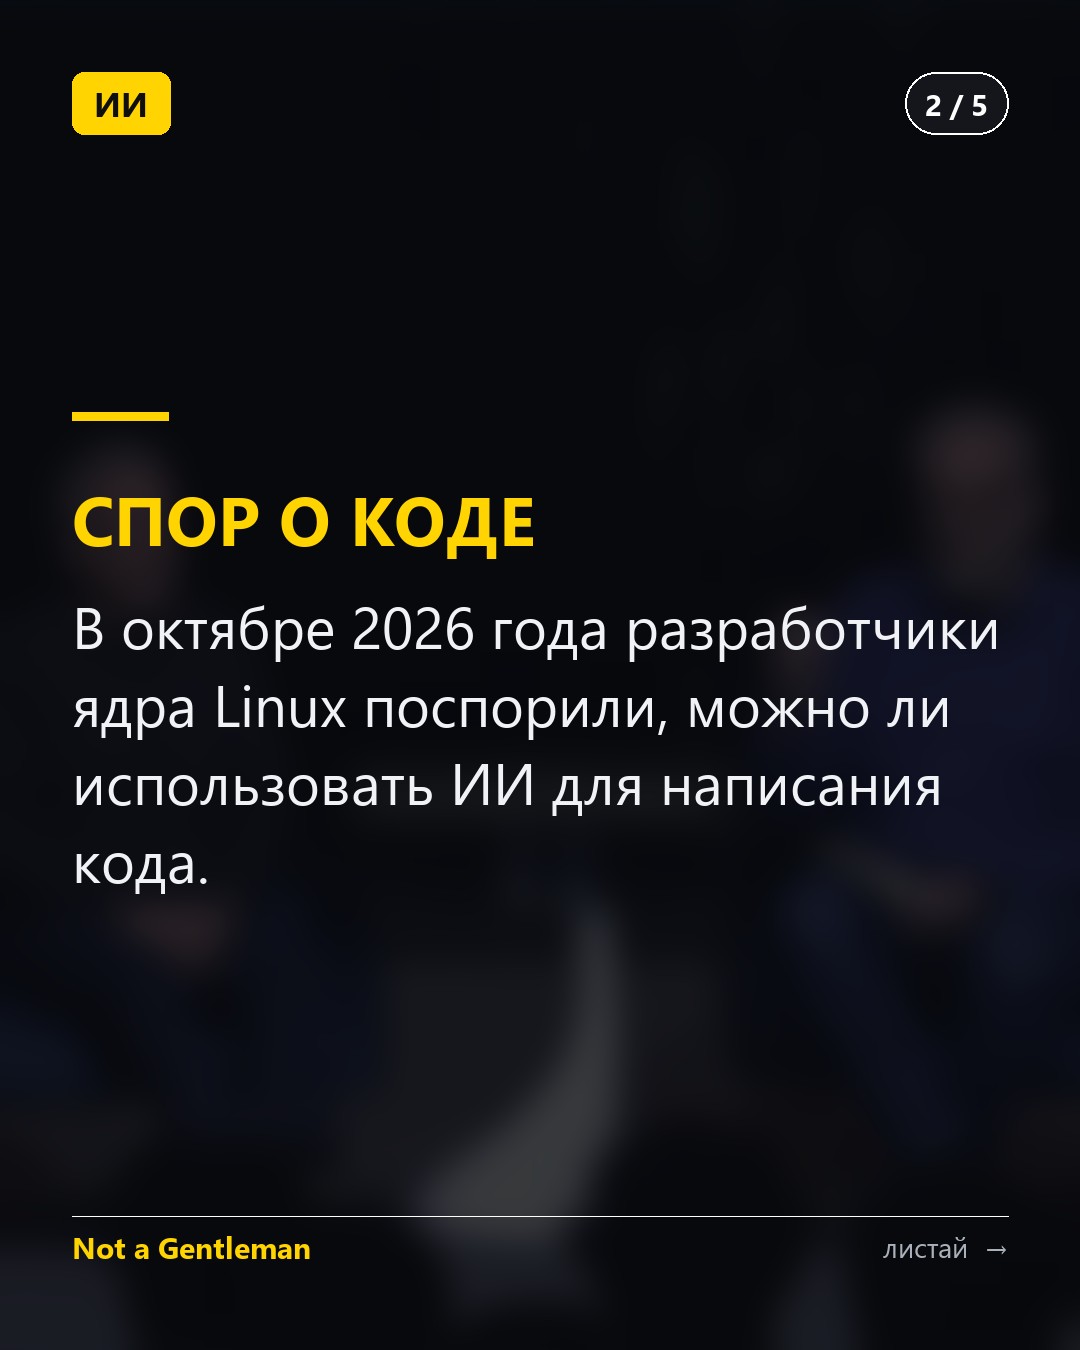 ИИ
2 / 5
СПОР О КОДЕ
В октябре 2026 года разработчики
ядра Linux поспорили, можно ли
использовать ИИ для написания
кода.
Not a Gentleman
листай →